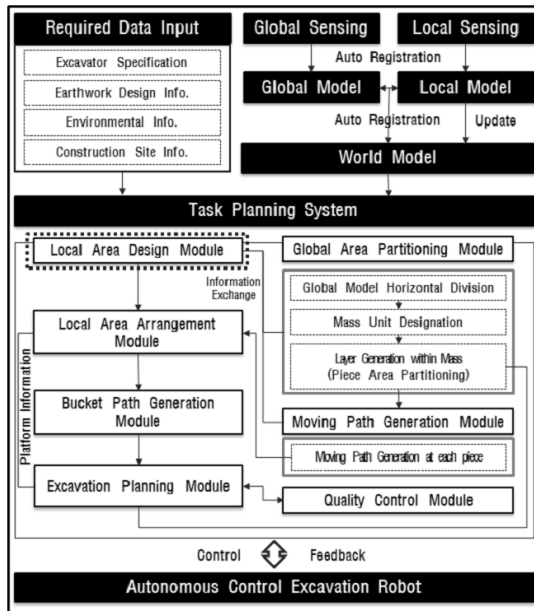 Required Data Input
Excavator Specification
Earthwork Design Info.
Environmental Info.
Construction Site Info.
Global Sensing
Local Sensing
Auto Registration
Global Model
Local Model
Auto Registration
Update
World Model
Task Planning System
Local Area Design Module
Global Area Partitioning Module
Information
Exchange
Global Model Horizontal Division
Mass Unit Designation
Layer Generation within Mass
(Piece Area Partitioning)
Local Area Arrangement
Module
Platform Information
Bucket Path Generation
Module
Moving Path Generation Module
Moving Path Generation at each piece
Excavation Planning Module
Quality Control Module
Control
Feedback
Autonomous Control Excavation Robot